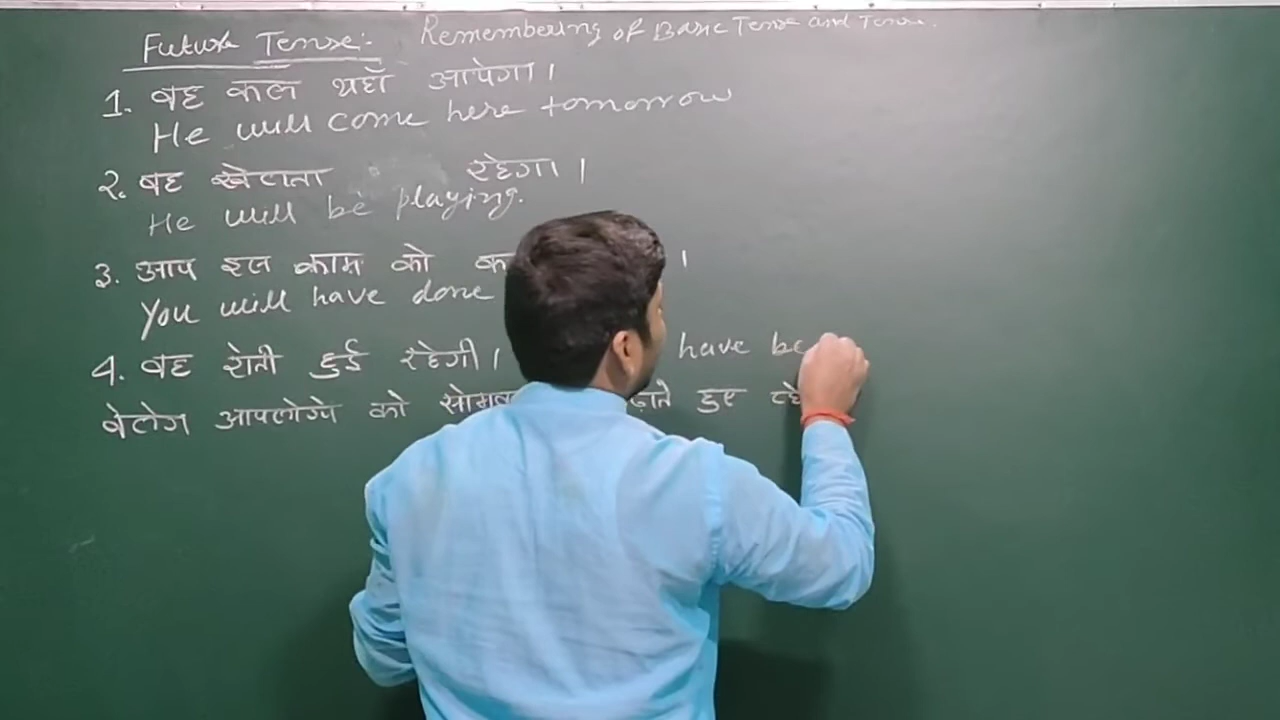 Future Tense:- Remembering of Basic Tense and Tense.
1. वह कल यहाँ आयेगा।
He will come here tomorrow
२. वह खेलता रहेगा।
He will be playing.
3. आप इस काम को क ।
You will have done
4. वह रोती हुई रहेगी। have be
वेलोग आपलोगो को सोमव ढ़ाते हुए रहे